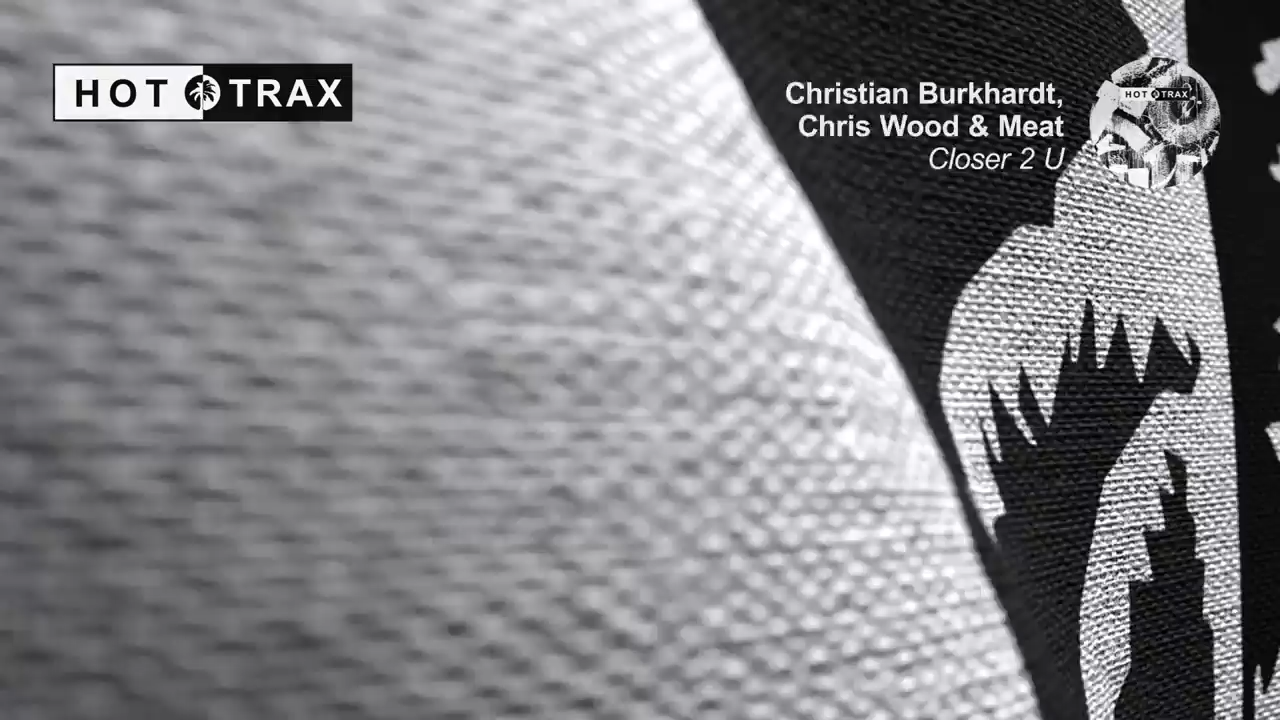 HOT TRAX
Christian Burkhardt,
Chris Wood & Meat
Closer 2 U
HOT TRAX